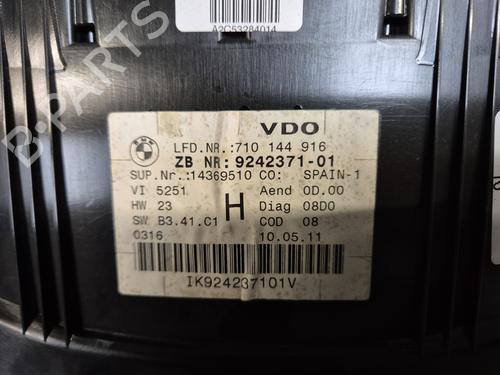 A2C53284014
VDO
LFD.NR.:710 144 916
ZB NR: 9242371-01
SUP.Nr.:14369510 CO: SPAIN-1
VI 5251 Aend 0D.00
HW 23 H Diag 08D0
SW B3.41.C1 COD 08
0316 10.05.11
IK924237101V
B-PARTS